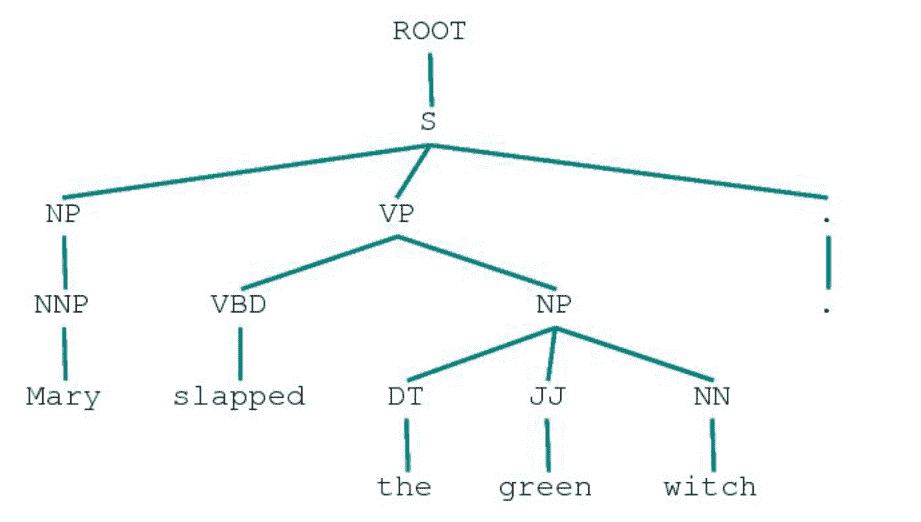 ROOT
S
NP VP .
NNP VBD NP .
Mary slapped DT JJ NN
the green witch